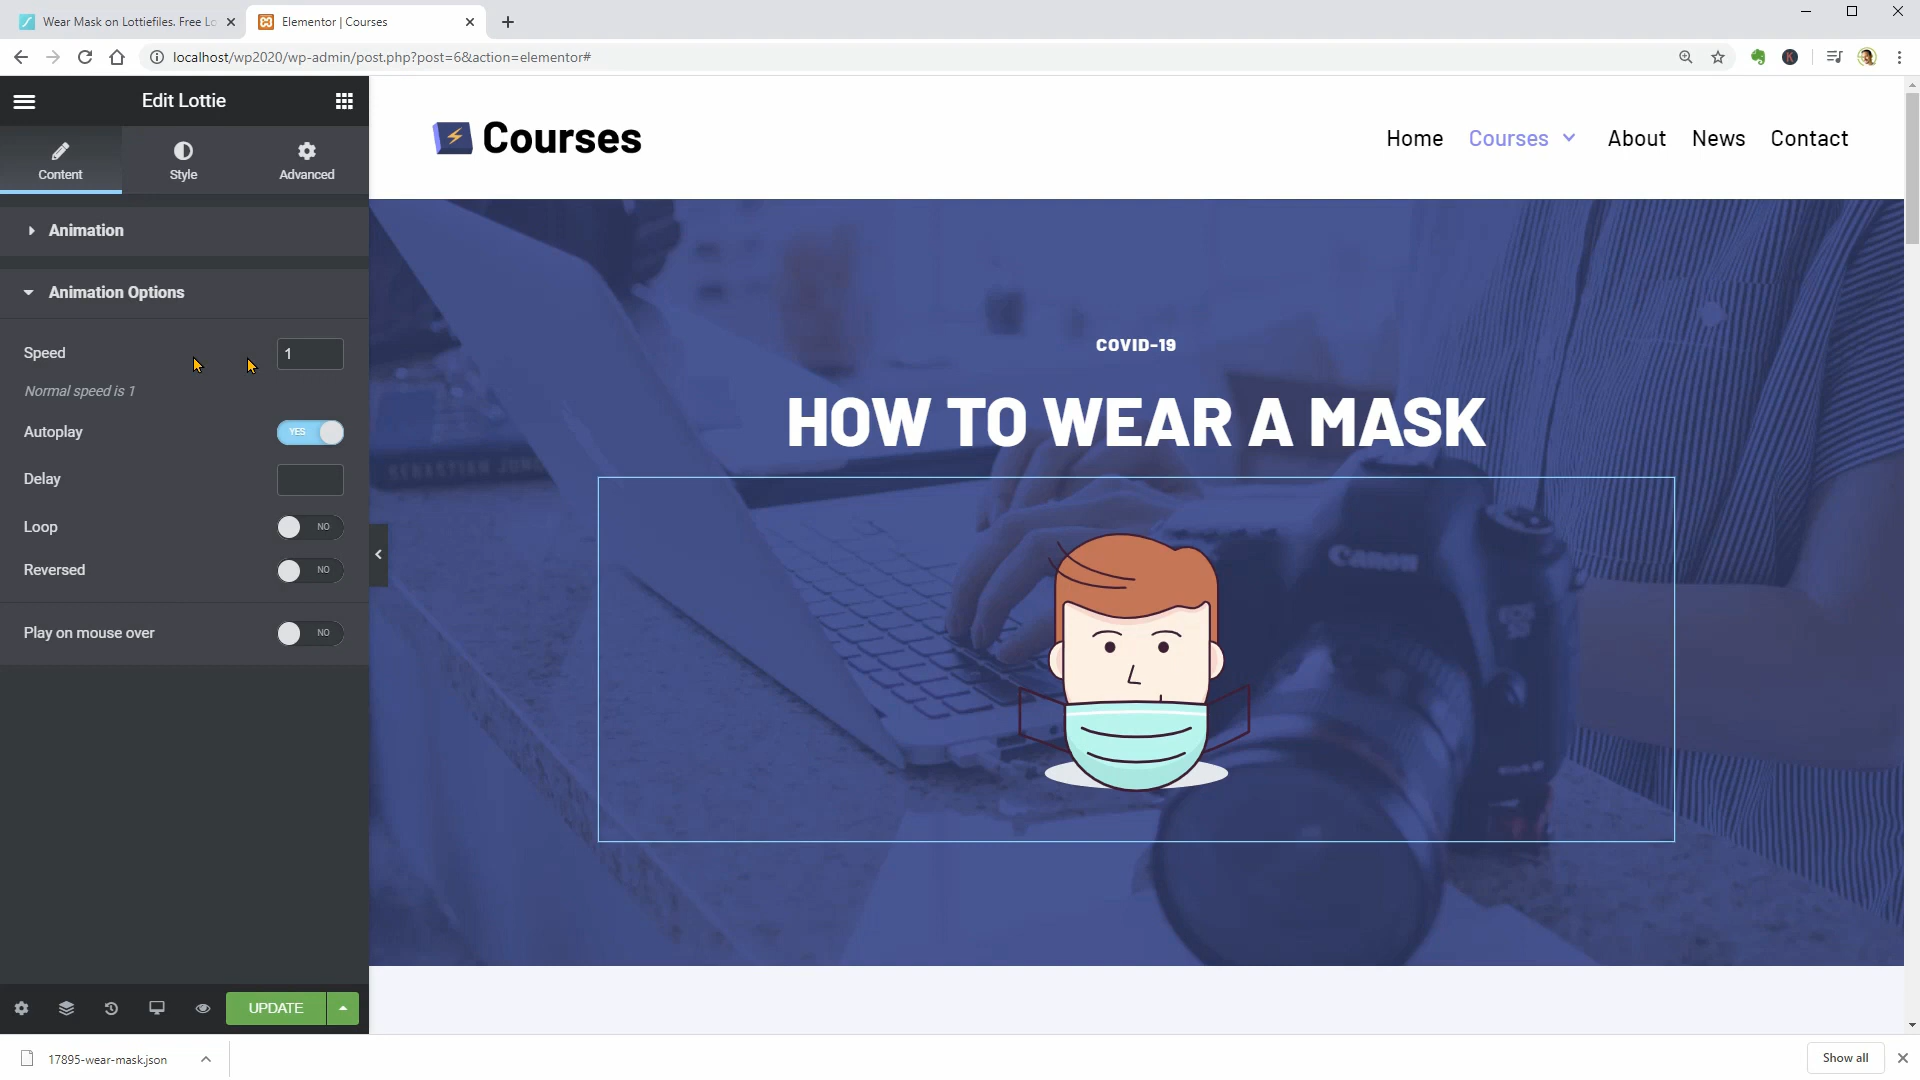 Wear Mask on Lottiefiles. Free Lo
Elementor | Courses
localhost/wp2020/wp-admin/post.php?post=6&action=elementor#
Edit Lottie
Content
Style
Advanced
Animation
Animation Options
Speed
1
Normal speed is 1
Autoplay
YES
Delay
Loop
NO
Reversed
NO
Play on mouse over
NO
UPDATE
Courses
Home
Courses
About
News
Contact
COVID-19
HOW TO WEAR A MASK
Canon
SEBASTIAN JONG
17895-wear-mask.json
Show all